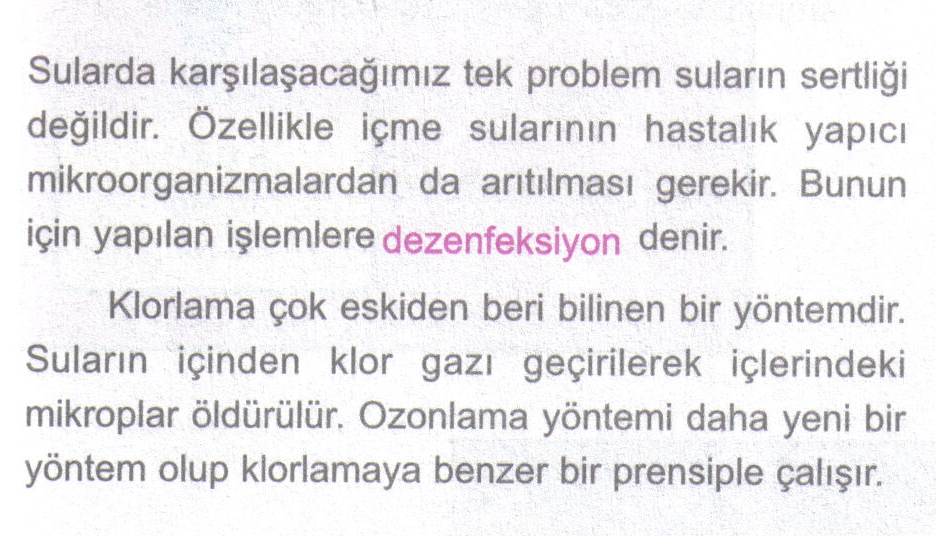 Sularda karşılaşacağımız tek problem suların sertliği
değildir. Özellikle içme sularının hastalık yapıcı
mikroorganizmalardan da arıtılması gerekir. Bunun
için yapılan işlemlere dezenfeksiyon denir.
Klorlama çok eskiden beri bilinen bir yöntemdir.
Suların içinden klor gazı geçirilerek içlerindeki
mikroplar öldürülür. Ozonlama yöntemi daha yeni bir
yöntem olup klorlamaya benzer bir prensiple çalışır.